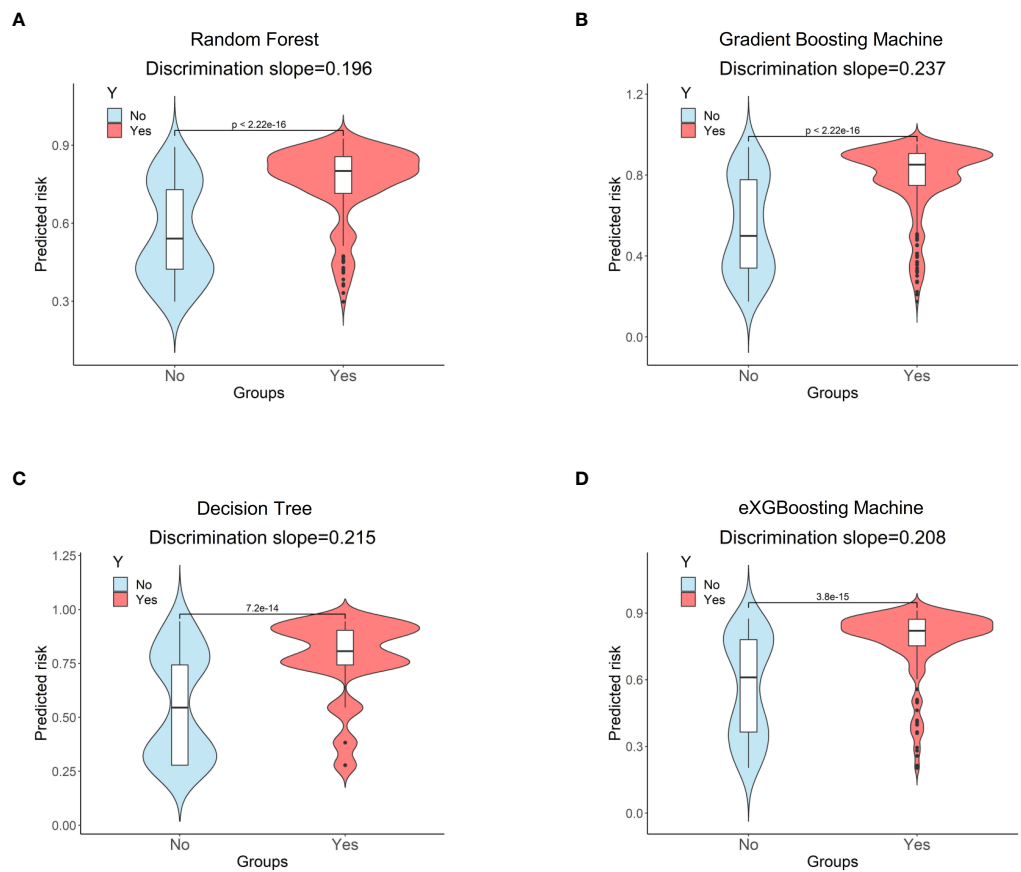 A
Random Forest
Discrimination slope=0.196
Y
No
Yes
p < 2.22e-16
0.9
0.6
0.3
Predicted risk
No Yes
Groups
B
Gradient Boosting Machine
Discrimination slope=0.237
Y
No
Yes
p < 2.22e-16
1.2
0.8
0.4
0.0
Predicted risk
No Yes
Groups
C
Decision Tree
Discrimination slope=0.215
Y
No
Yes
7.2e-14
1.25
1.00
0.75
0.50
0.25
0.00
Predicted risk
No Yes
Groups
D
eXGBoosting Machine
Discrimination slope=0.208
Y
No
Yes
3.8e-15
0.9
0.6
0.3
0.0
Predicted risk
No Yes
Groups